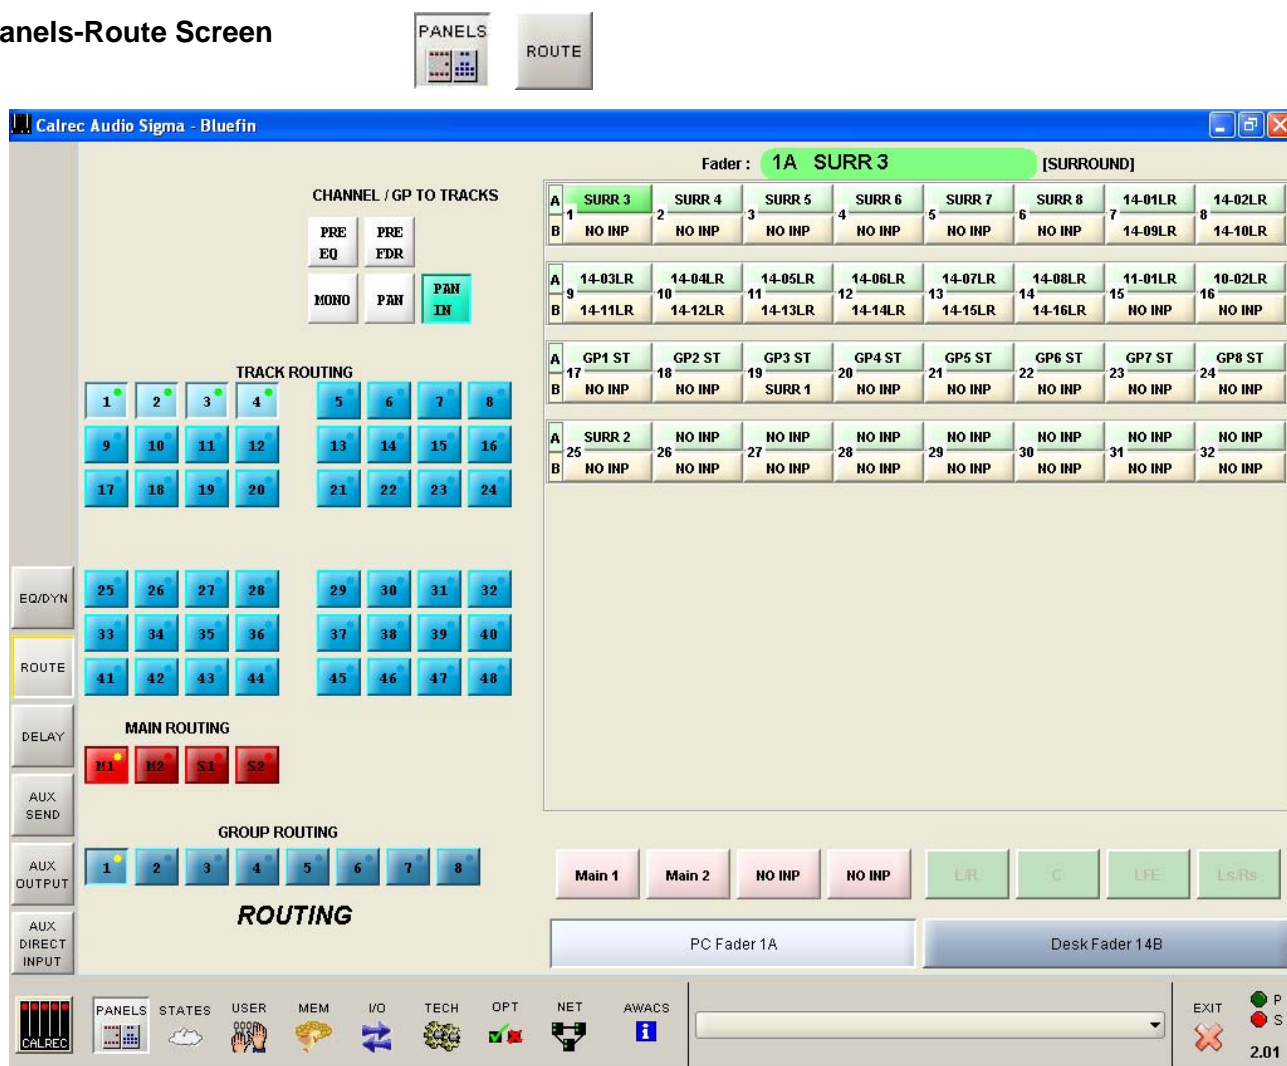 anels-Route Screen
PANELS
ROUTE
Calrec Audio Sigma - Bluefin
Fader : 1A SURR 3 [SURROUND]
CHANNEL / GP TO TRACKS
PRE EQ
PRE FDR
MONO
PAN
PAN IN
TRACK ROUTING
1 2 3 4 5 6 7 8
9 10 11 12 13 14 15 16
17 18 19 20 21 22 23 24
25 26 27 28 29 30 31 32
33 34 35 36 37 38 39 40
41 42 43 44 45 46 47 48
MAIN ROUTING
M1 M2 S1 S2
GROUP ROUTING
1 2 3 4 5 6 7 8
ROUTING
A SURR 3 SURR 4 SURR 5 SURR 6 SURR 7 SURR 8 14-01LR 14-02LR
1 2 3 4 5 6 7 8
B NO INP NO INP NO INP NO INP NO INP NO INP 14-09LR 14-10LR
A 14-03LR 14-04LR 14-05LR 14-06LR 14-07LR 14-08LR 11-01LR 10-02LR
9 10 11 12 13 14 15 16
B 14-11LR 14-12LR 14-13LR 14-14LR 14-15LR 14-16LR NO INP NO INP
A GP1 ST GP2 ST GP3 ST GP4 ST GP5 ST GP6 ST GP7 ST GP8 ST
17 18 19 20 21 22 23 24
B NO INP NO INP SURR 1 NO INP NO INP NO INP NO INP NO INP
A SURR 2 NO INP NO INP NO INP NO INP NO INP NO INP NO INP
25 26 27 28 29 30 31 32
B NO INP NO INP NO INP NO INP NO INP NO INP NO INP NO INP
Main 1 Main 2 NO INP NO INP L/R C LFE Ls/Rs
PC Fader 1A Desk Fader 14B
EQ/DYN
ROUTE
DELAY
AUX
SEND
AUX
OUTPUT
AUX
DIRECT
INPUT
CALREC
PANELS STATES USER MEM I/O TECH OPT NET AWACS
EXIT
P
S
2.01